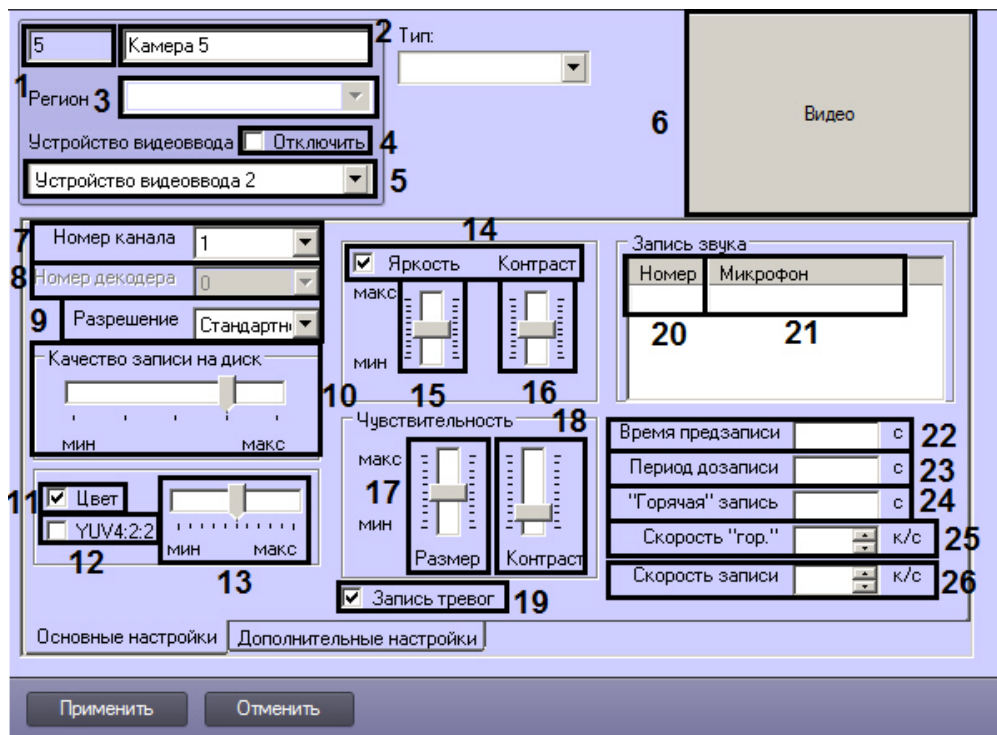 5 Камера 5 2 Тип:
1 Регион 3
6 Видео
Устройство видеоввода Отключить 4
Устройство видеоввода 2 5
7 Номер канала 1
8 Номер декодера 0
9 Разрешение Стандартн
Качество записи на диск
10
мин макс
11 Цвет
12 YUV4:2:2
мин макс
13
14
Яркость Контраст
макс
мин
15 16
Чувствительность 18
макс
17
мин
Размер Контраст
Запись тревог 19
Запись звука
Номер Микрофон
20 21
Время предзаписи с 22
Период дозаписи с 23
"Горячая" запись с 24
Скорость "гор." к/с 25
Скорость записи к/с 26
Основные настройки Дополнительные настройки
Применить Отменить